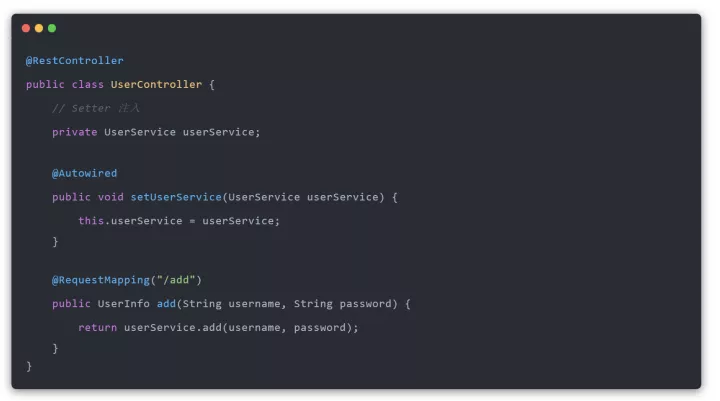 @RestController
public class UserController {
// Setter 注入
private UserService userService;
@Autowired
public void setUserService(UserService userService) {
this.userService = userService;
}
@RequestMapping("/add")
public UserInfo add(String username, String password) {
return userService.add(username, password);
}
}